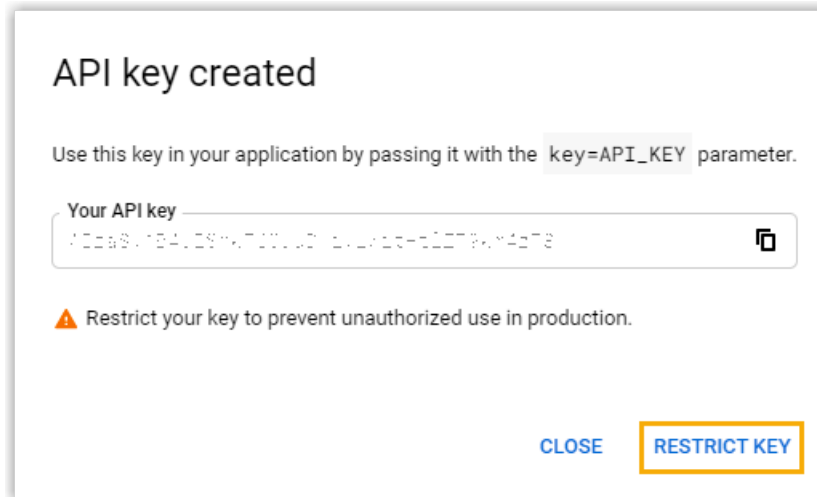 API key created
Use this key in your application by passing it with the key=API_KEY parameter.
Your API key
Restrict your key to prevent unauthorized use in production.
CLOSE RESTRICT KEY